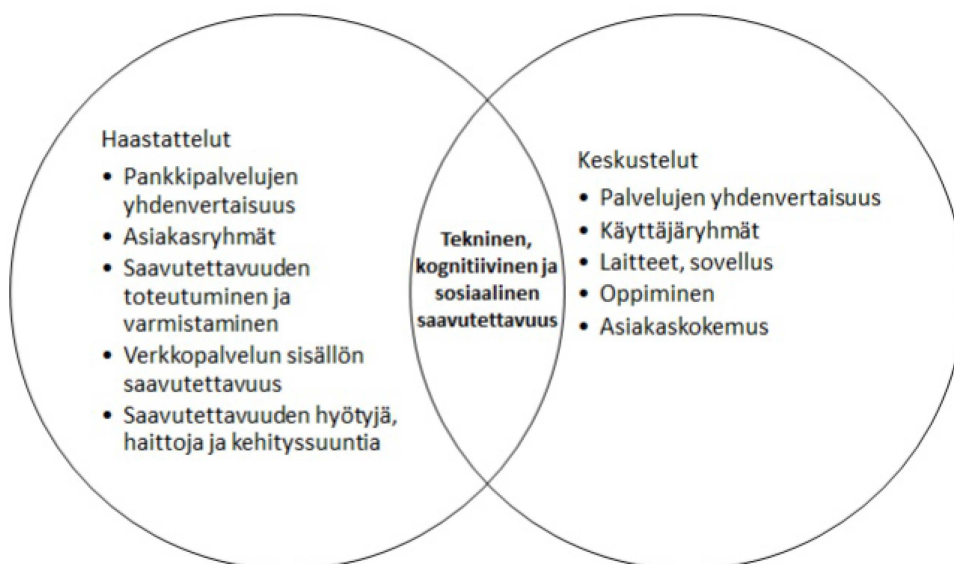 Haastattelut
• Pankkipalvelujen
yhdenvertaisuus
• Asiakasryhmät
• Saavutettavuuden
toteutuminen ja
varmistaminen
• Verkkopalvelun sisällön
saavutettavuus
• Saavutettavuuden hyötyjä,
haittoja ja kehityssuuntia
Tekninen,
kognitiivinen ja
sosiaalinen
saavutettavuus
Keskustelut
• Palvelujen yhdenvertaisuus
• Käyttäjäryhmät
• Laitteet, sovellus
• Oppiminen
• Asiakaskokemus